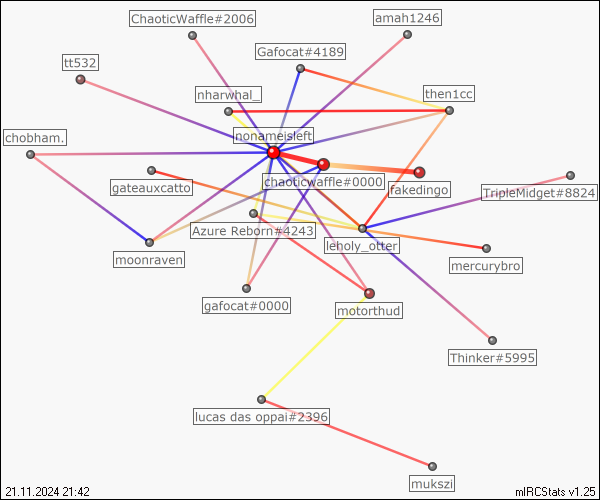 ChaoticWaffle#2006
amah1246
Gafocat#4189
tt532
nharwhal_
then1cc
chobham.
nonameisleft
chaoticwaffle#0000
fakedingo
gateauxcatto
TripleMidget#8824
Azure Reborn#4243
leholy_otter
moonraven
mercurybro
gafocat#0000
motorthud
Thinker#5995
lucas das oppai#2396
mukszi
21.11.2024 21:42
mIRCStats v1.25